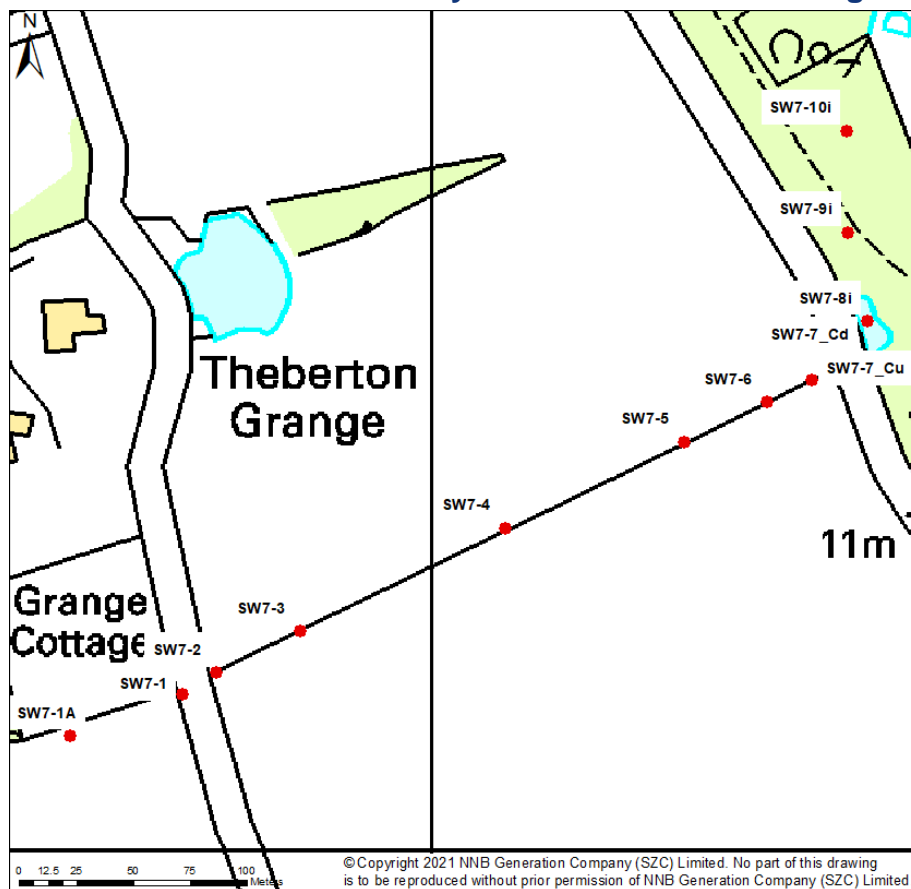 N
SW7-10i
SW7-9i
SW7-8i
SW7-7_Cd
SW7-7_Cu
SW7-6
SW7-5
Theberton
Grange
SW7-4
11m
Grange
Cottage
SW7-3
SW7-2
SW7-1
SW7-1A
0 12.5 25 50 75 100
Meters
©Copyright 2021 NNB Generation Company (SZC) Limited. No part of this drawing
is to be reproduced without prior permission of NNB Generation Company (SZC) Limited